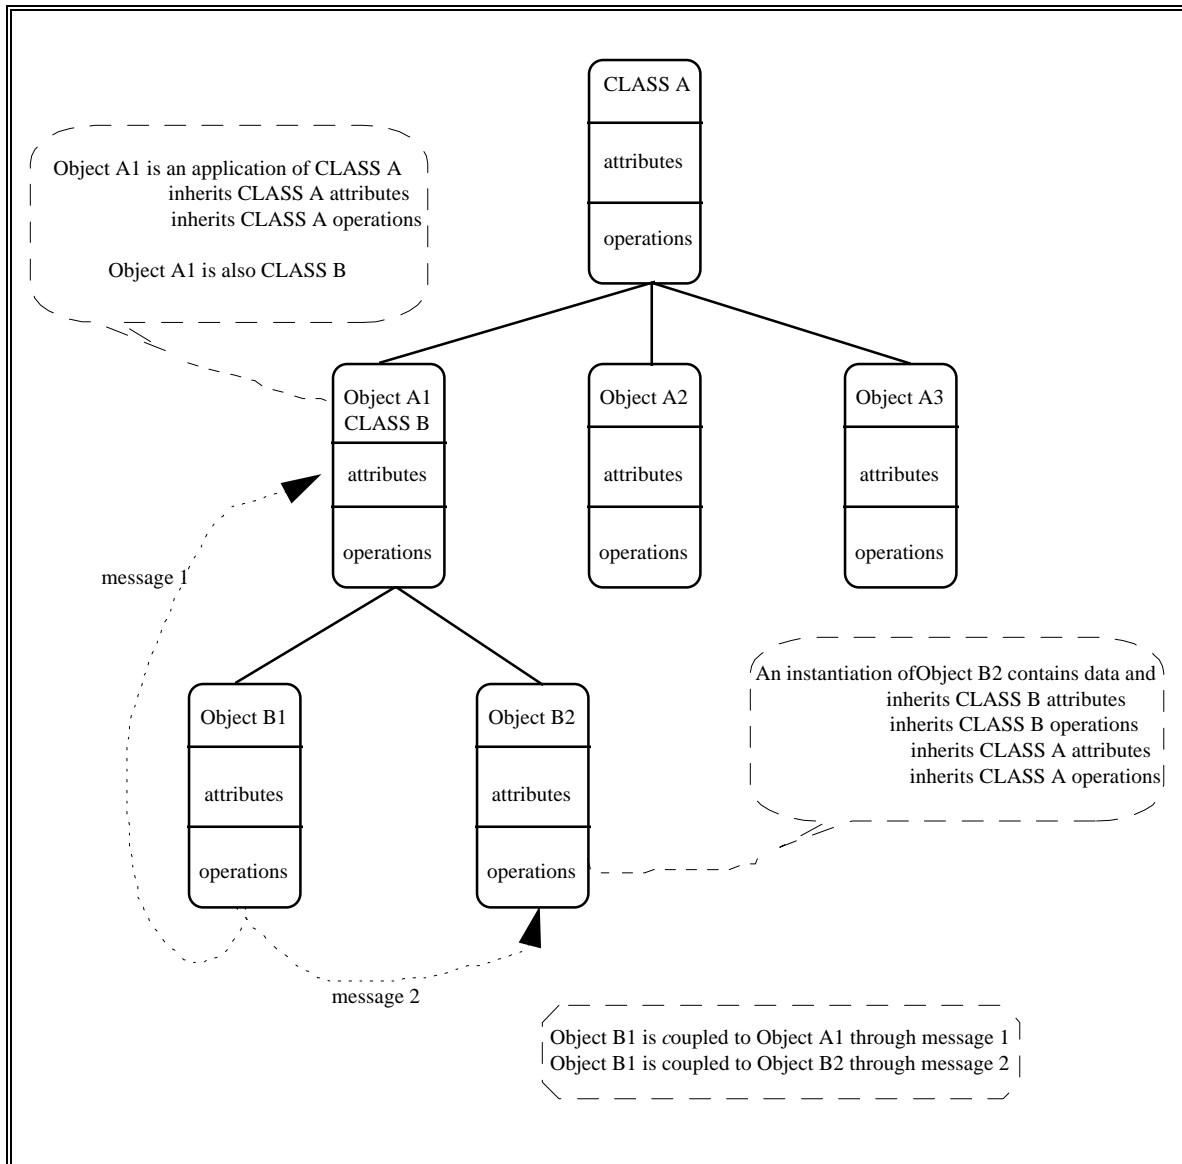 CLASS A
attributes
operations
Object A1 is an application of CLASS A
inherits CLASS A attributes
inherits CLASS A operations
Object A1 is also CLASS B
Object A1
CLASS B
attributes
operations
Object A2
attributes
operations
Object A3
attributes
operations
message 1
Object B1
attributes
operations
Object B2
attributes
operations
An instantiation ofObject B2 contains data and
inherits CLASS B attributes
inherits CLASS B operations
inherits CLASS A attributes
inherits CLASS A operations
message 2
Object B1 is coupled to Object A1 through message 1
Object B1 is coupled to Object B2 through message 2